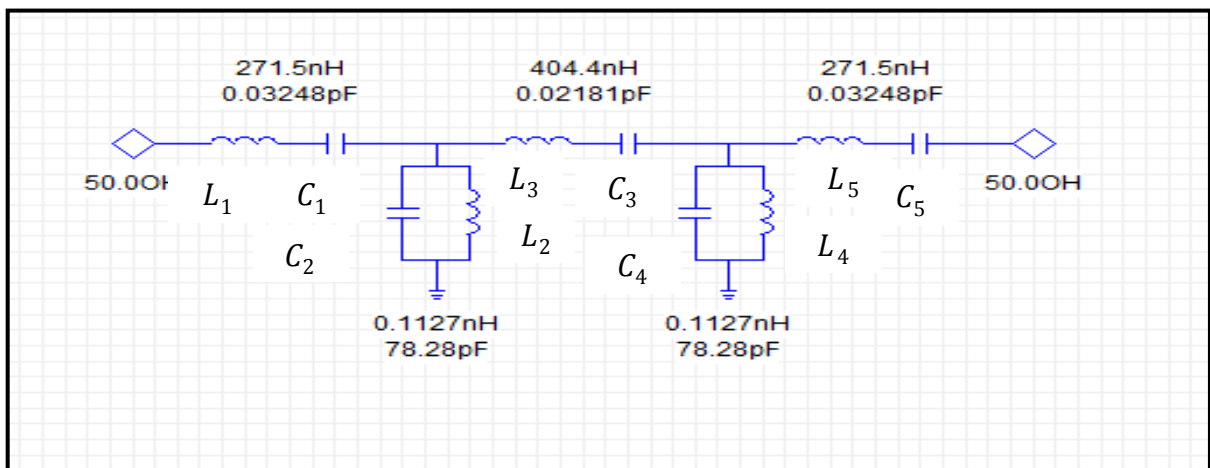 271.5nH 404.4nH 271.5nH
0.03248pF 0.02181pF 0.03248pF
50.0OH L₁ C₁ L₃ C₃ L₅ C₅ 50.0OH
C₂ L₂ C₄ L₄
0.1127nH 0.1127nH
78.28pF 78.28pF